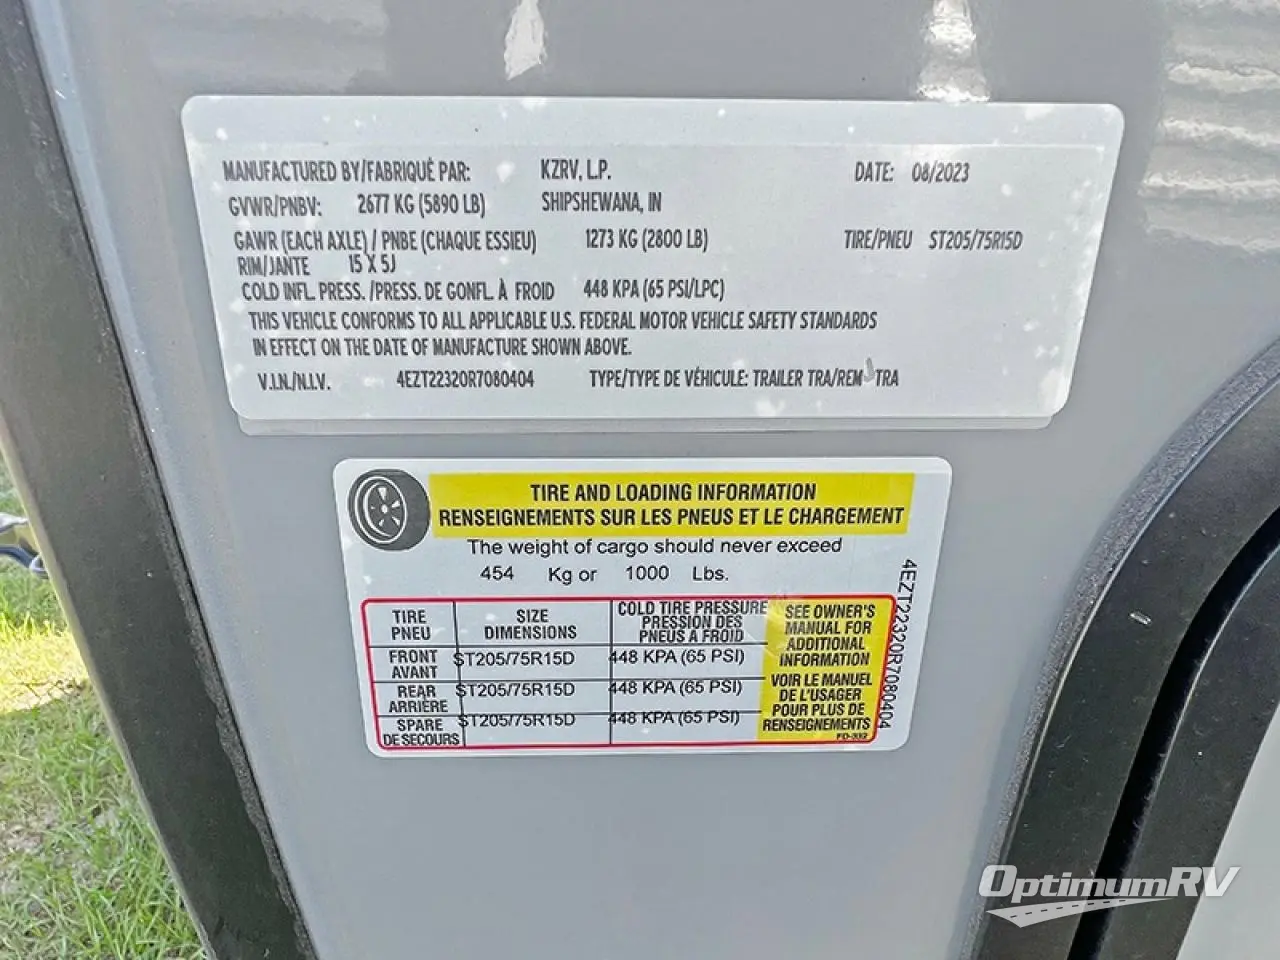 MANUFACTURED BY/FABRIQUÉ PAR: KZRV, L.P. DATE: 08/2023
GVWR/PNBV: 2677 KG (5890 LB) SHIPSHEWANA, IN
GAWR (EACH AXLE) / PNBE (CHAQUE ESSIEU) 1273 KG (2800 LB) TIRE/PNEU ST205/75R15D
RIM/JANTE 15 X 5J
COLD INFL. PRESS. /PRESS. DE GONFL. À FROID 448 KPA (65 PSI/LPC)
THIS VEHICLE CONFORMS TO ALL APPLICABLE U.S. FEDERAL MOTOR VEHICLE SAFETY STANDARDS
IN EFFECT ON THE DATE OF MANUFACTURE SHOWN ABOVE.
V.I.N./N.I.V. 4EZT22320R7080404 TYPE/TYPE DE VÉHICULE: TRAILER TRA/REM TRA
TIRE AND LOADING INFORMATION
RENSEIGNEMENTS SUR LES PNEUS ET LE CHARGEMENT
The weight of cargo should never exceed
454 Kg or 1000 Lbs.
TIRE
PNEU
SIZE
DIMENSIONS
COLD TIRE PRESSURE
PRESSION DES
PNEUS A FROID
FRONT
AVANT
ST205/75R15D
448 KPA (65 PSI)
REAR
ARRIÈRE
ST205/75R15D
448 KPA (65 PSI)
SPARE
DE SECOURS
ST205/75R15D
448 KPA (65 PSI)
SEE OWNER'S
MANUAL FOR
ADDITIONAL
INFORMATION
VOIR LE MANUEL
DE L'USAGER
POUR PLUS DE
RENSEIGNEMENTS
FD-332
4EZT22320R7080404
OptimumRV